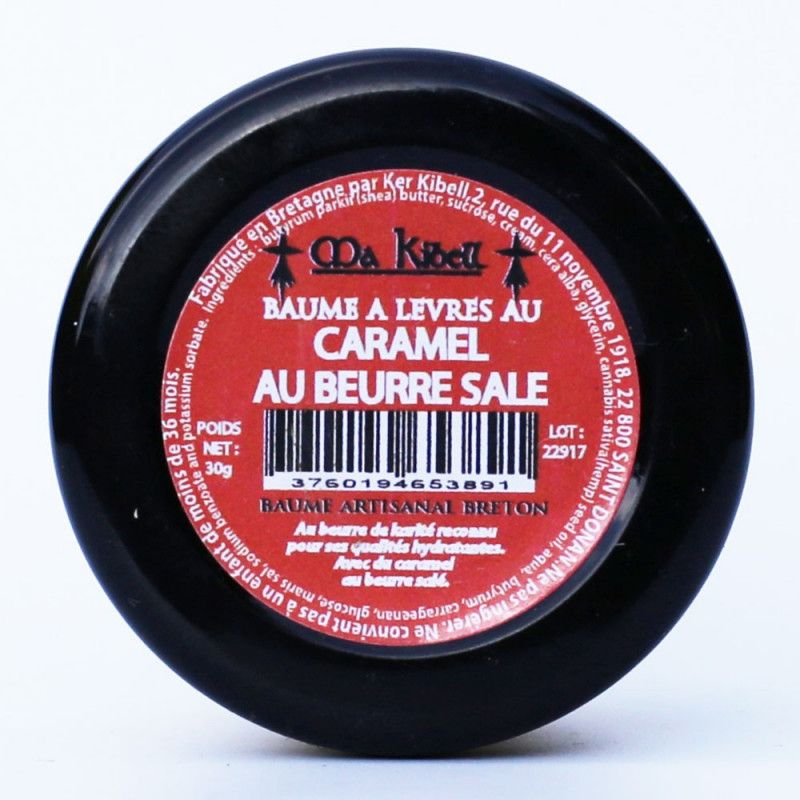 Fabrique en Bretagne par Ker Kibell 2, rue du 11 novembre 1918, 22 800 SAINT DONAN. Ne pas ingérer. Ne convient pas à un enfant de moins de 36 mois.
Ingredients : butyrum parkii (shea) butter, sucrose, cream, cera alba, glycerin, cannabis sativa(hemp) seed oil, aqua, butyrum, carrageenan, glucose, maris sal, sodium benzoate and potassium sorbate.
Ma Kibell
BAUME A LEVRES AU
CARAMEL
AU BEURRE SALE
POIDS
NET :
30g
LOT :
22917
3760194653891
BAUME ARTISANAL BRETON
Au beurre de karité reconnu
pour ses qualités hydratantes.
Avec du caramel
au beurre salé.